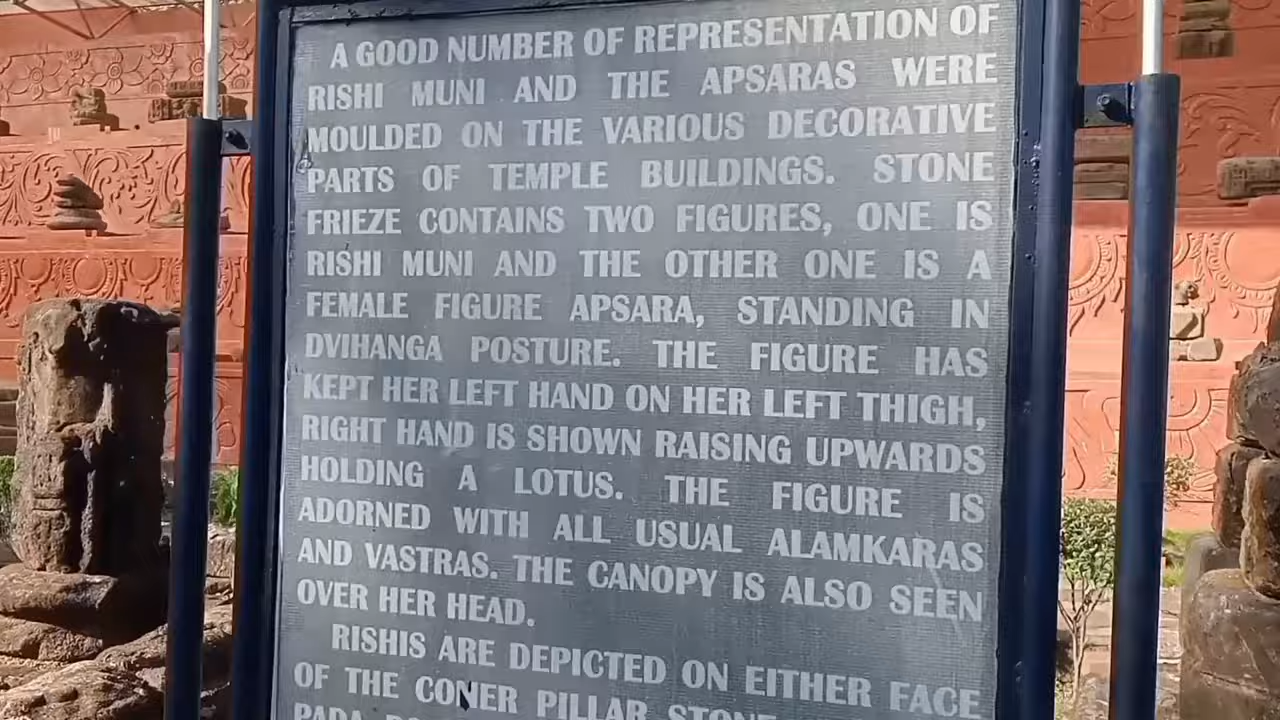 A GOOD NUMBER OF REPRESENTATION OF
RISHI MUNI AND THE APSARAS WERE
MOULDED ON THE VARIOUS DECORATIVE
PARTS OF TEMPLE BUILDINGS. STONE
FRIEZE CONTAINS TWO FIGURES, ONE IS
RISHI MUNI AND THE OTHER ONE IS A
FEMALE FIGURE APSARA, STANDING IN
DVIHANGA POSTURE. THE FIGURE HAS
KEPT HER LEFT HAND ON HER LEFT THIGH,
RIGHT HAND IS SHOWN RAISING UPWARDS
HOLDING A LOTUS. THE FIGURE IS
ADORNED WITH ALL USUAL ALAMKARAS
AND VASTRAS. THE CANOPY IS ALSO SEEN
OVER HER HEAD.
RISHIS ARE DEPICTED ON EITHER FACE
OF THE CONER PILLAR STONE
PADA